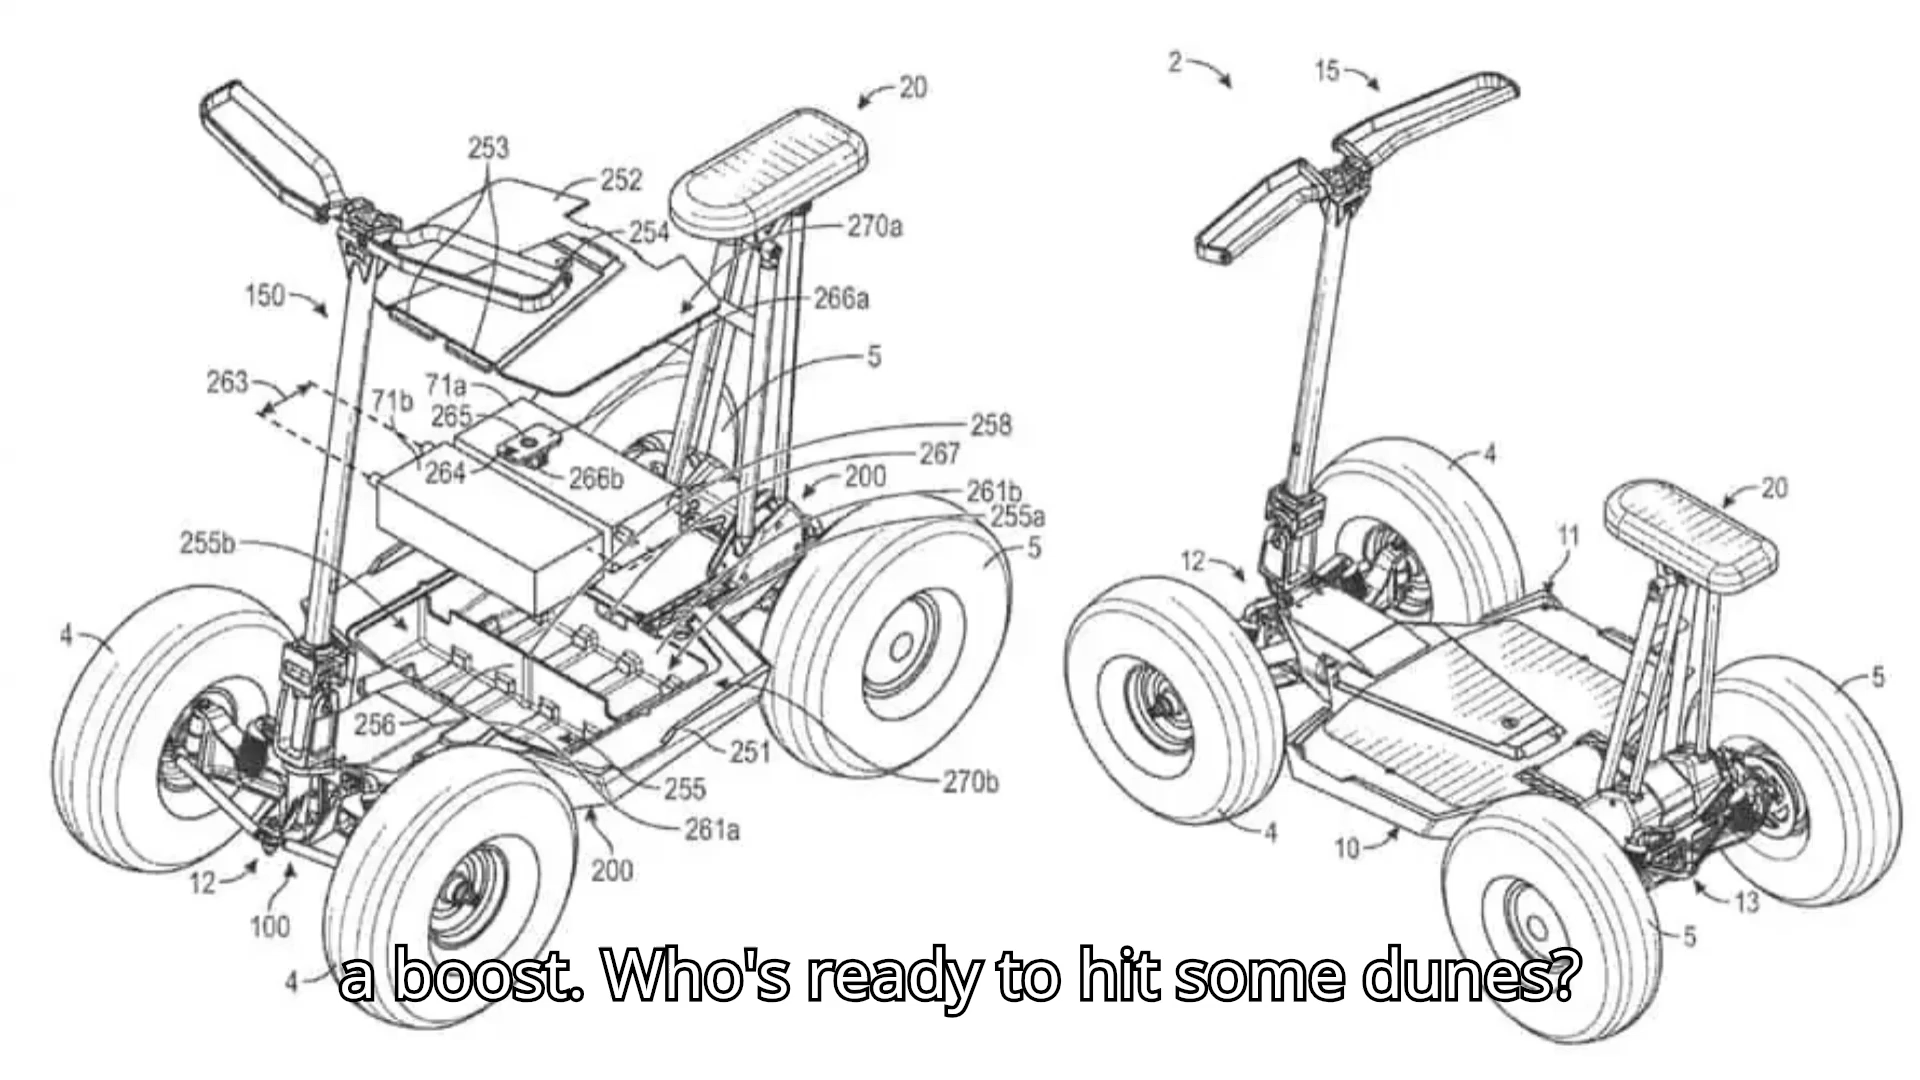 20
253
252
254
270a
150
266a
5
263
71a
71b
265
258
267
264
266b
200
261b
255a
255b
5
4
256
251
270b
255
261a
12
200
100
4
2
15
4
20
11
12
5
4
10
13
5
a boost. Who's ready to hit some dunes?